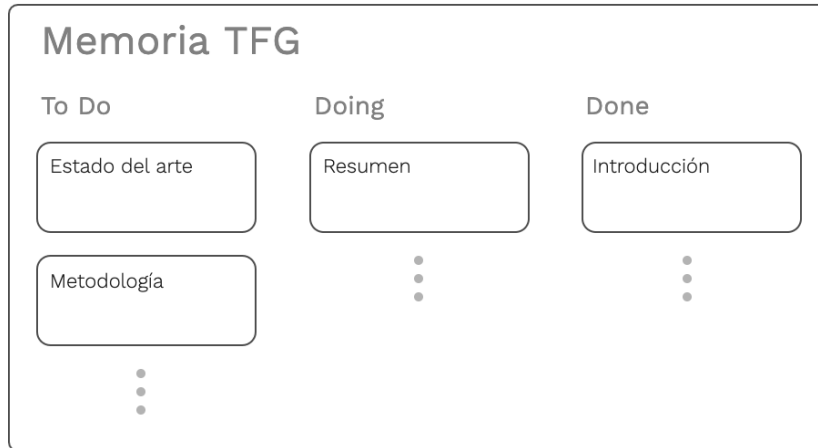 Memoria TFG
To Do
Doing
Done
Estado del arte
Resumen
Introducción
Metodología